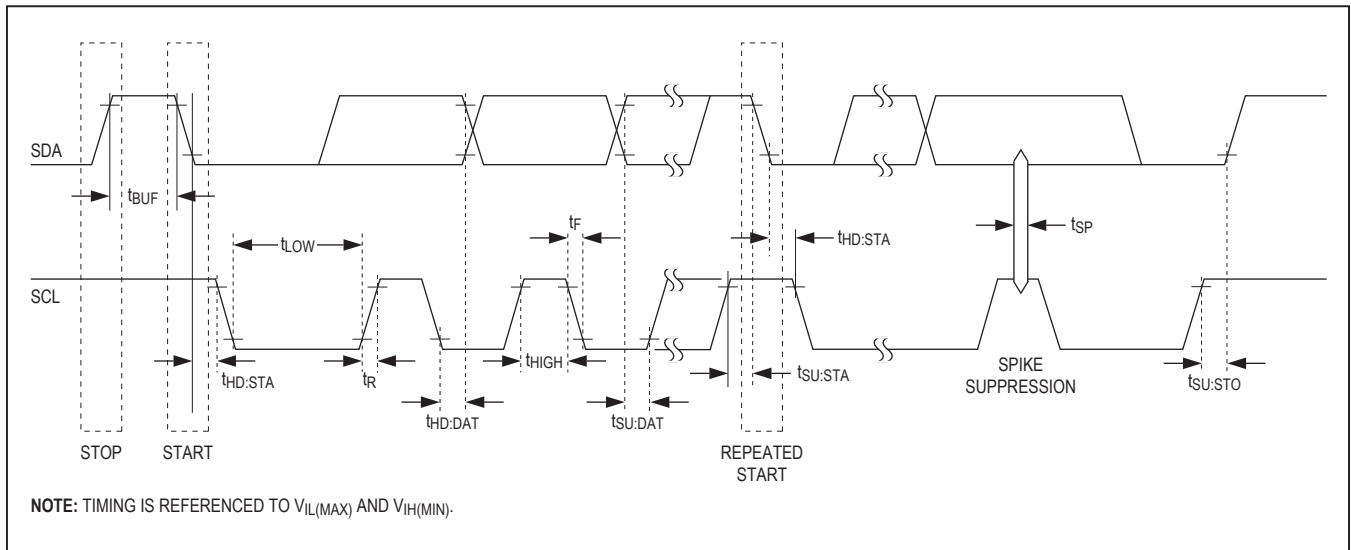 SDA
tBUF
tF
tLOW
tHD:STA
tSP
SCL
tHD:STA
tR
tHIGH
tHD:DAT
tSU:DAT
tSU:STA
SPIKE
SUPPRESSION
tSU:STO
STOP
START
REPEATED
START
NOTE: TIMING IS REFERENCED TO VIL(MAX) AND VIH(MIN).